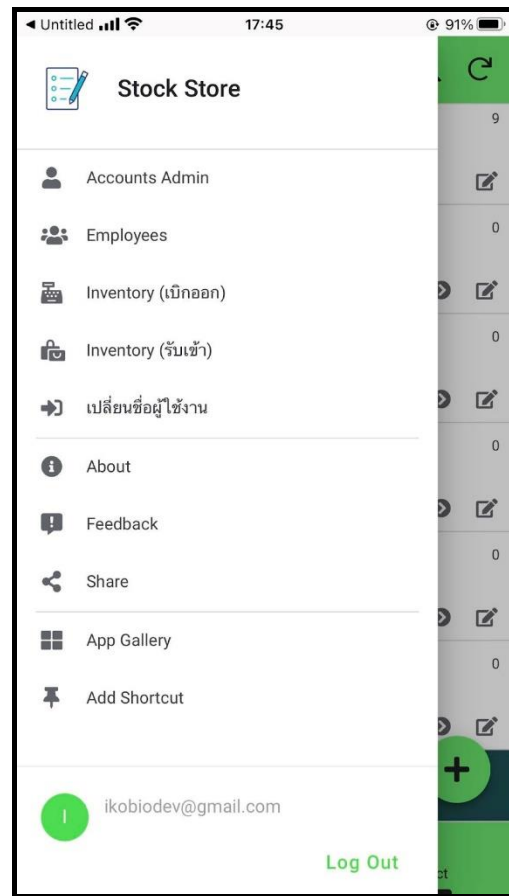 Untitled 17:45 91%
Stock Store
9
Accounts Admin
Employees
0
Inventory (เบิกออก)
Inventory (รับเข้า)
0
เปลี่ยนชื่อผู้ใช้งาน
About
0
Feedback
Share
0
App Gallery
0
Add Shortcut
I
ikobiodev@gmail.com
Log Out
ct